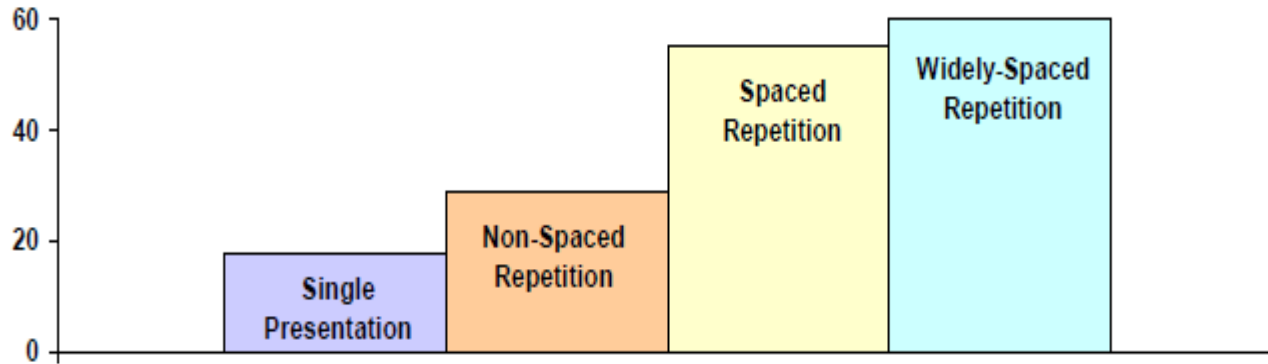 60
Widely-Spaced
Repetition
Spaced
Repetition
40
Non-Spaced
Repetition
20
Single
Presentation
0